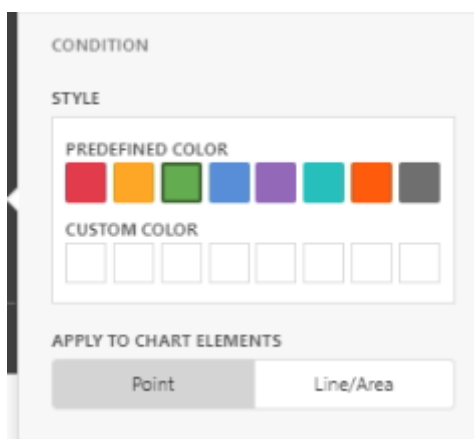 CONDITION
STYLE
PREDEFINED COLOR
CUSTOM COLOR
APPLY TO CHART ELEMENTS
Point Line/Area